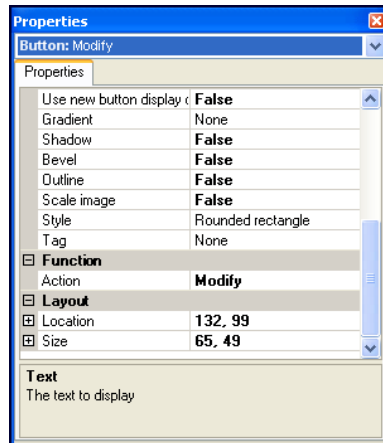 Properties
Button: Modify
Properties
Use new button display False
Gradient None
Shadow False
Bevel False
Outline False
Scale image False
Style Rounded rectangle
Tag None
Function
Action Modify
Layout
Location 132, 99
Size 65, 49
Text
The text to display